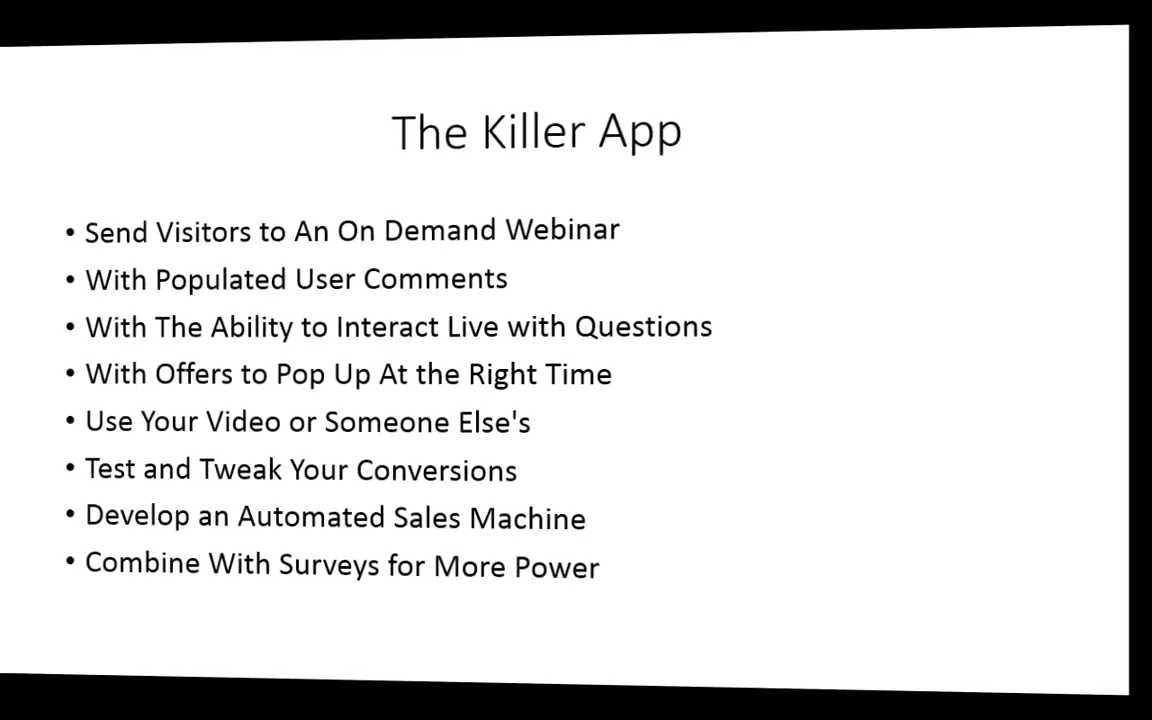 The Killer App
• Send Visitors to An On Demand Webinar
• With Populated User Comments
• With The Ability to Interact Live with Questions
• With Offers to Pop Up At the Right Time
• Use Your Video or Someone Else's
• Test and Tweak Your Conversions
• Develop an Automated Sales Machine
• Combine With Surveys for More Power